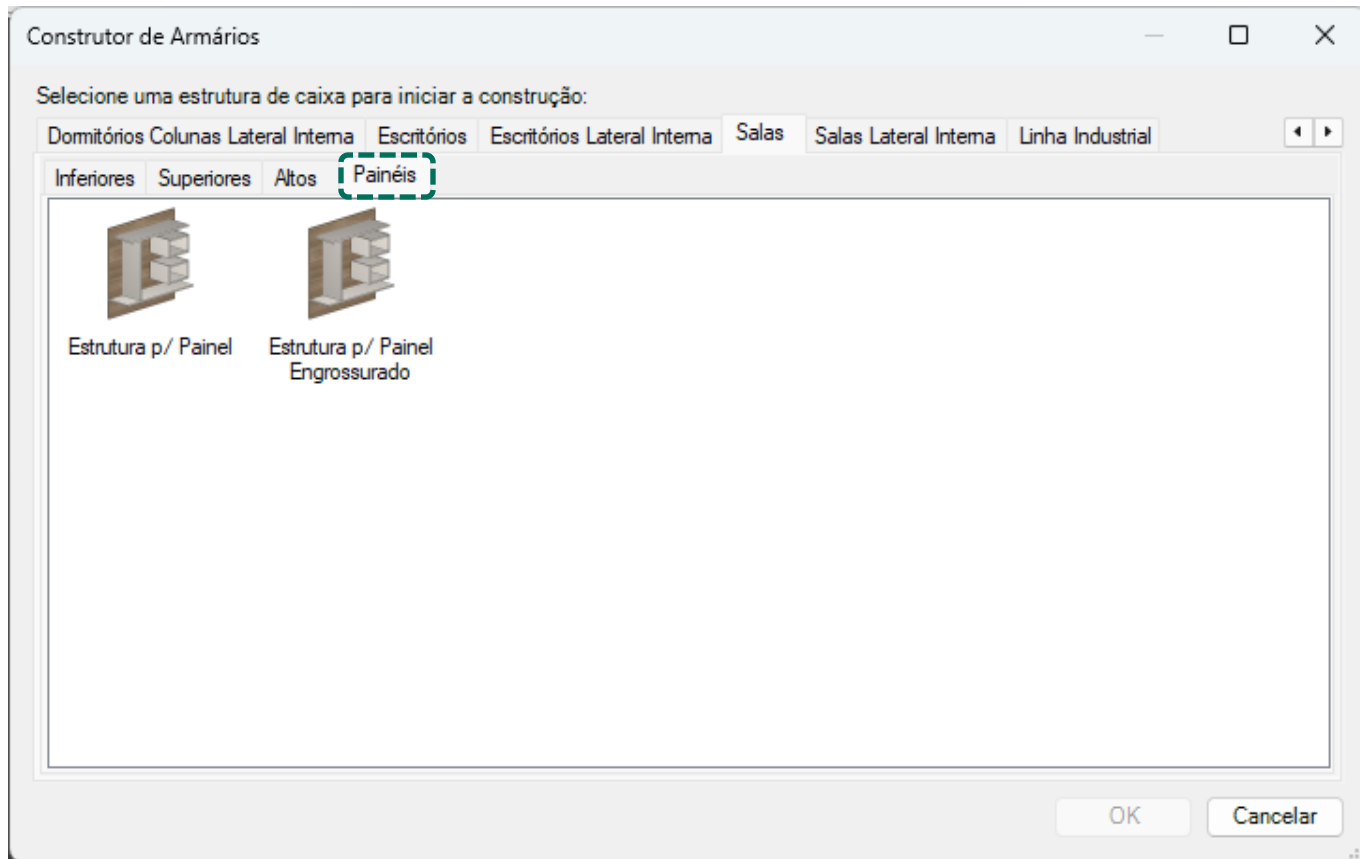 Construtor de Armários
Selecione uma estrutura de caixa para iniciar a construção:
Dormitórios Colunas Lateral Interna Escritórios Escritórios Lateral Interna Salas Salas Lateral Interna Linha Industrial
Inferiores Superiores Altos Painéis
Estrutura p/ Painel Estrutura p/ Painel
Engrossurado
OK Cancelar